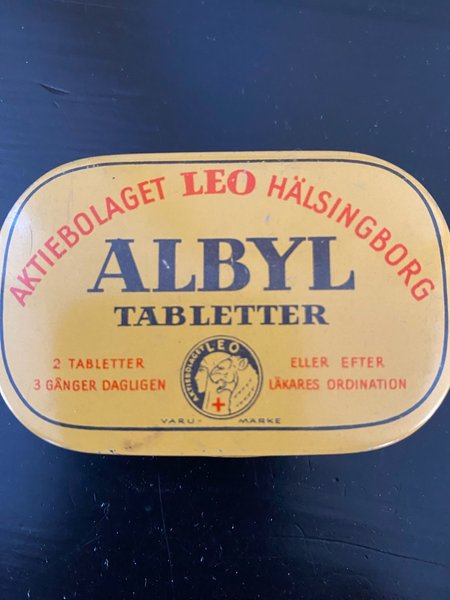 AKTIEBOLAGET LEO HÄLSINGBORG
ALBYL
TABLETTER
2 TABLETTER
3 GÅNGER DAGLIGEN
AKTIEBOLAGET LEO
ELLER EFTER
LÄKARES ORDINATION
VARU- MÄRKE